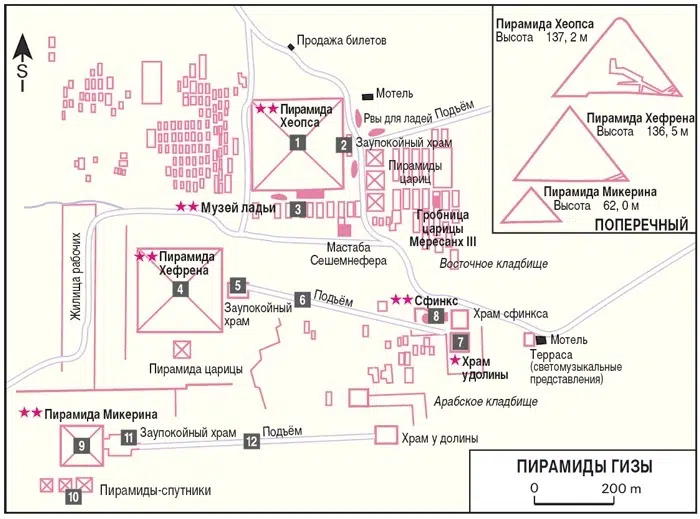 Пирамида Хеопса
Высота 137, 2 м
Пирамида Хефрена
Высота 136, 5 м
Пирамида Микерина
Высота 62, 0 м
ПОПЕРЕЧНЫЙ
S
Продажа билетов
Мотель
Рвы для ладей
Подъём
★★ Пирамида
Хеопса
1
2
Заупокойный храм
Пирамиды
цариц
★★ Музей ладьи
3
Гробница
царицы
Мересанх III
Мастаба
Сешемнефера
Восточное кладбище
Жилища рабочих
★★ Пирамида
Хефрена
4
5
Заупокойный
храм
6
Подъём
★★ Сфинкс
8
Храм сфинкса
7
★ Храм
у долины
Мотель
Терраса
(светомузыкальные
представления)
Пирамида царицы
Арабское кладбище
★★ Пирамида Микерина
9
11
Заупокойный храм
12
Подъём
Храм у долины
10
Пирамиды-спутники
ПИРАМИДЫ ГИЗЫ
0 200 m